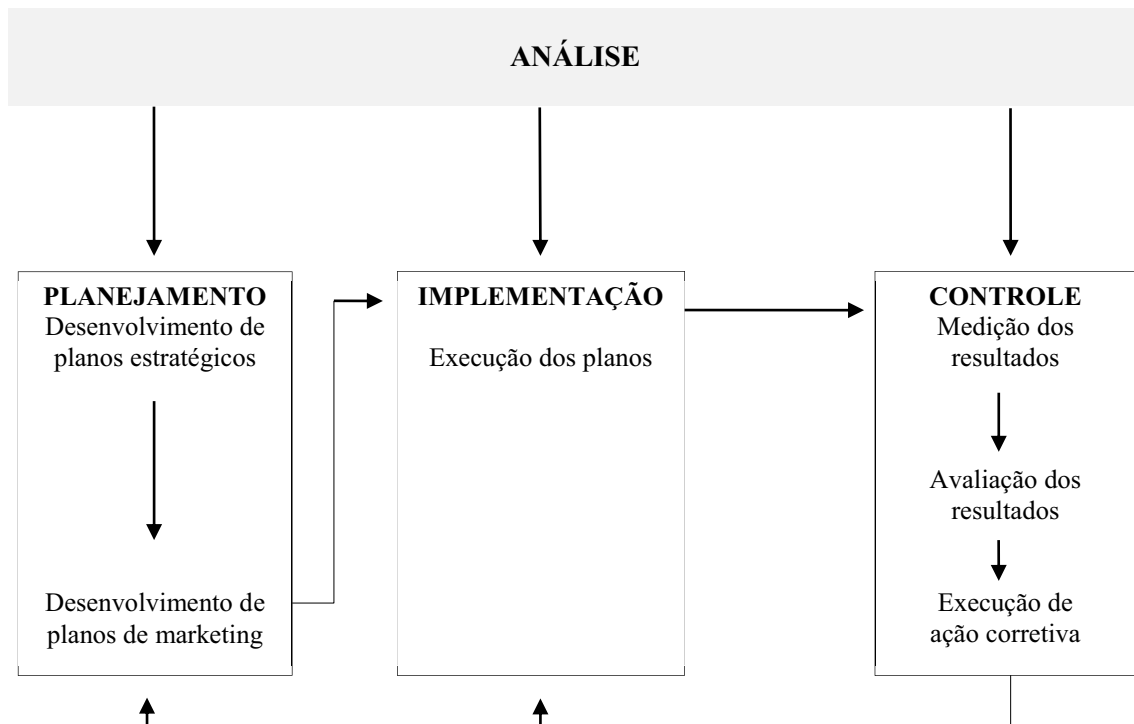 ANÁLISE
PLANEJAMENTO
Desenvolvimento de
planos estratégicos
Desenvolvimento de
planos de marketing
IMPLEMENTAÇÃO
Execução dos planos
CONTROLE
Medição dos
resultados
Avaliação dos
resultados
Execução de
ação corretiva